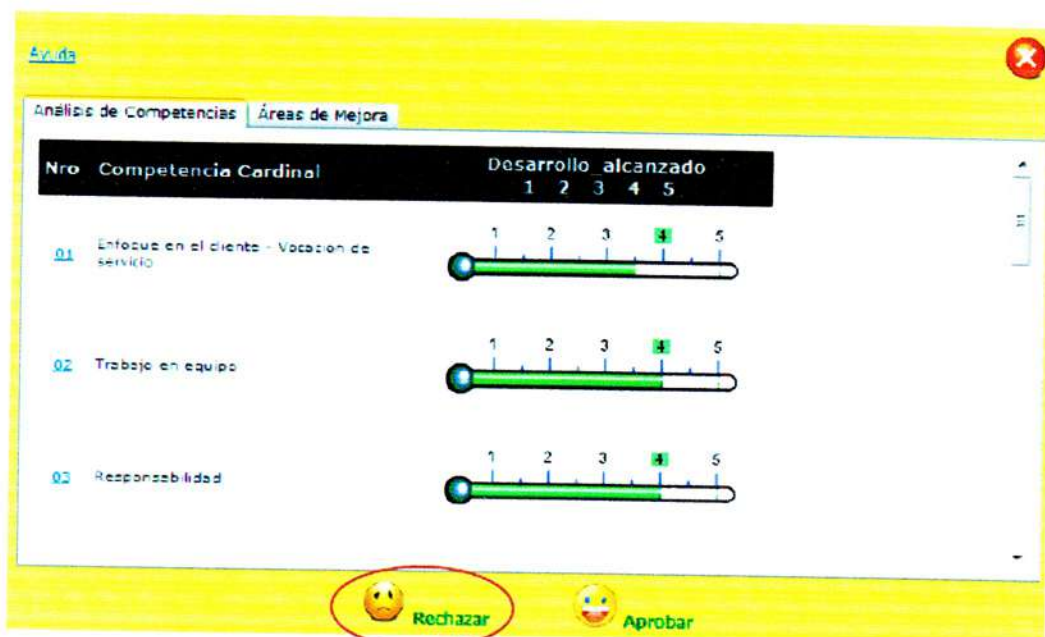 Ayuda
Análisis de Competencias Áreas de Mejora
Nro Competencia Cardinal Desarrollo_alcanzado
1 2 3 4 5
1 2 3 4 5
01 Enfoque en el cliente - Vocacion de
servicio
1 2 3 4 5
02 Trabajo en equipo
1 2 3 4 5
03 Responsabilidad
Rechazar Aprobar